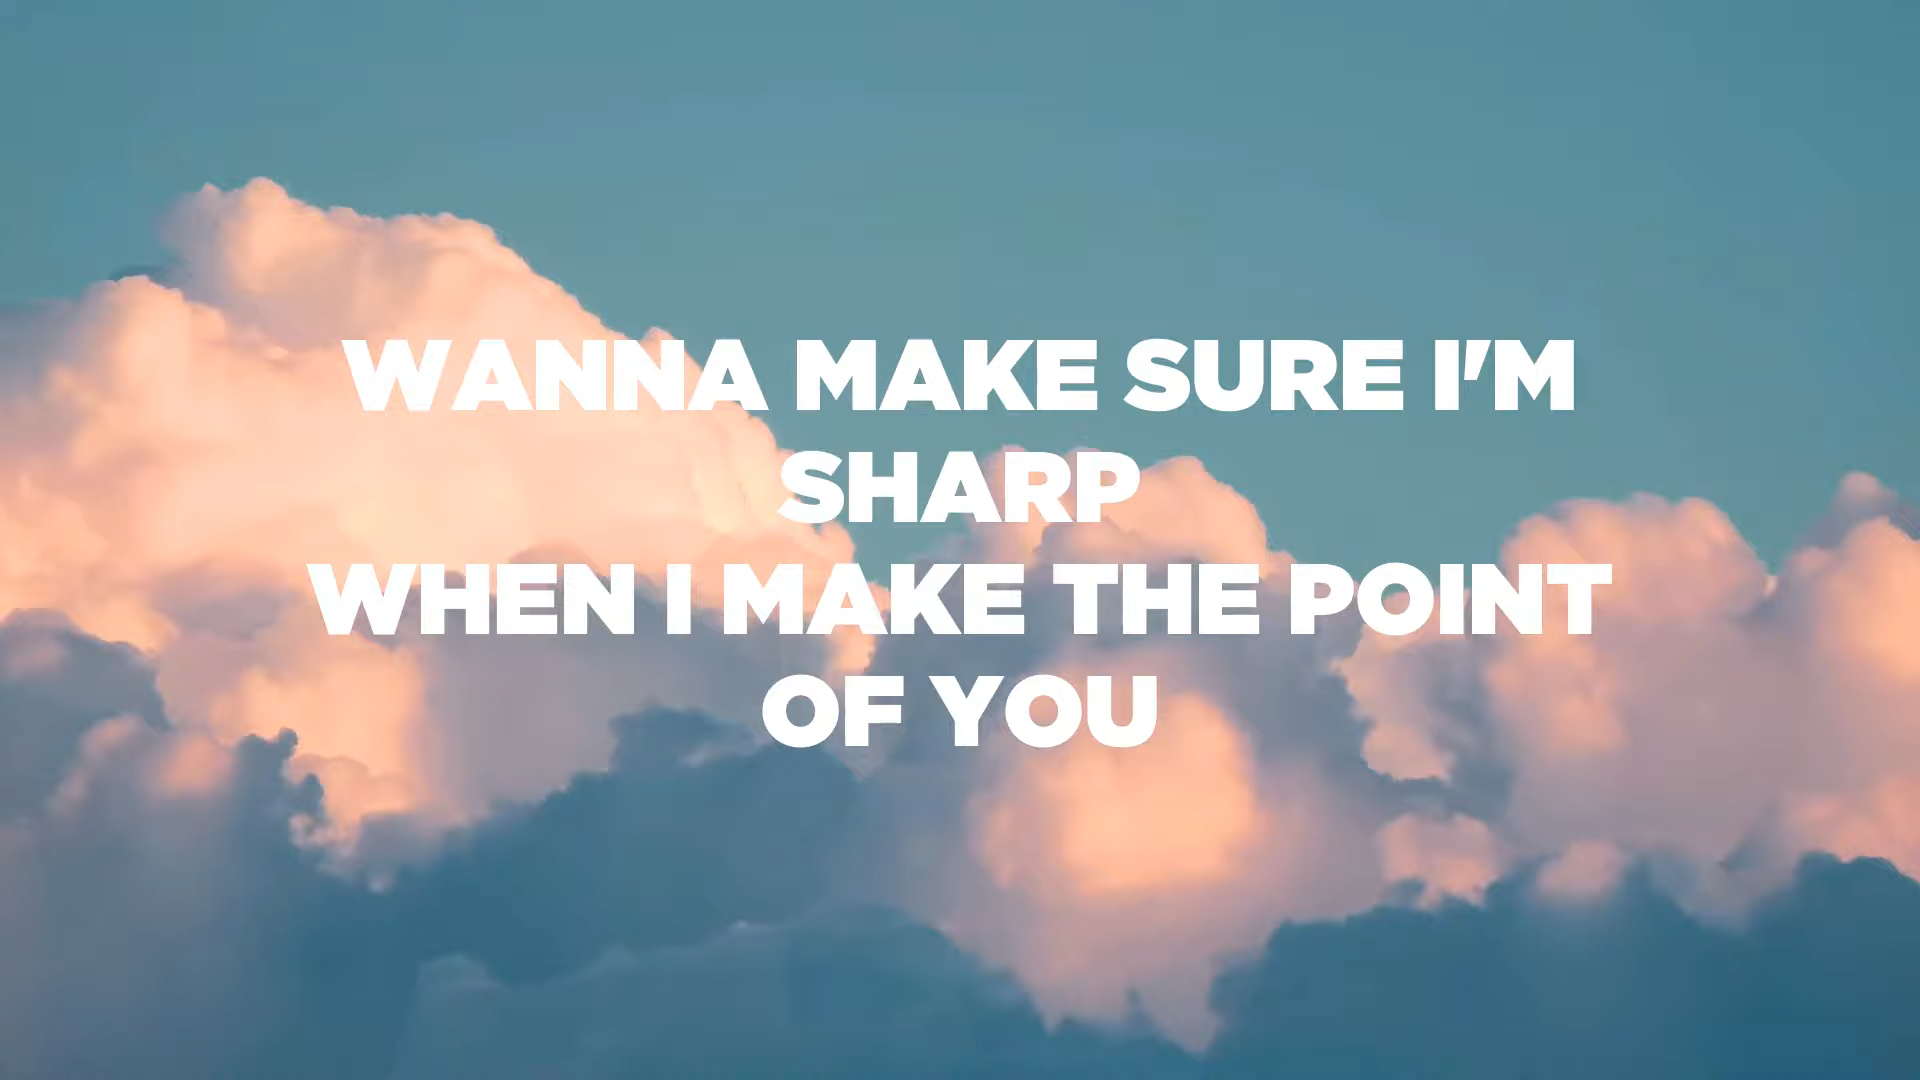 WANNA MAKE SURE I'M
SHARP
WHEN I MAKE THE POINT
OF YOU